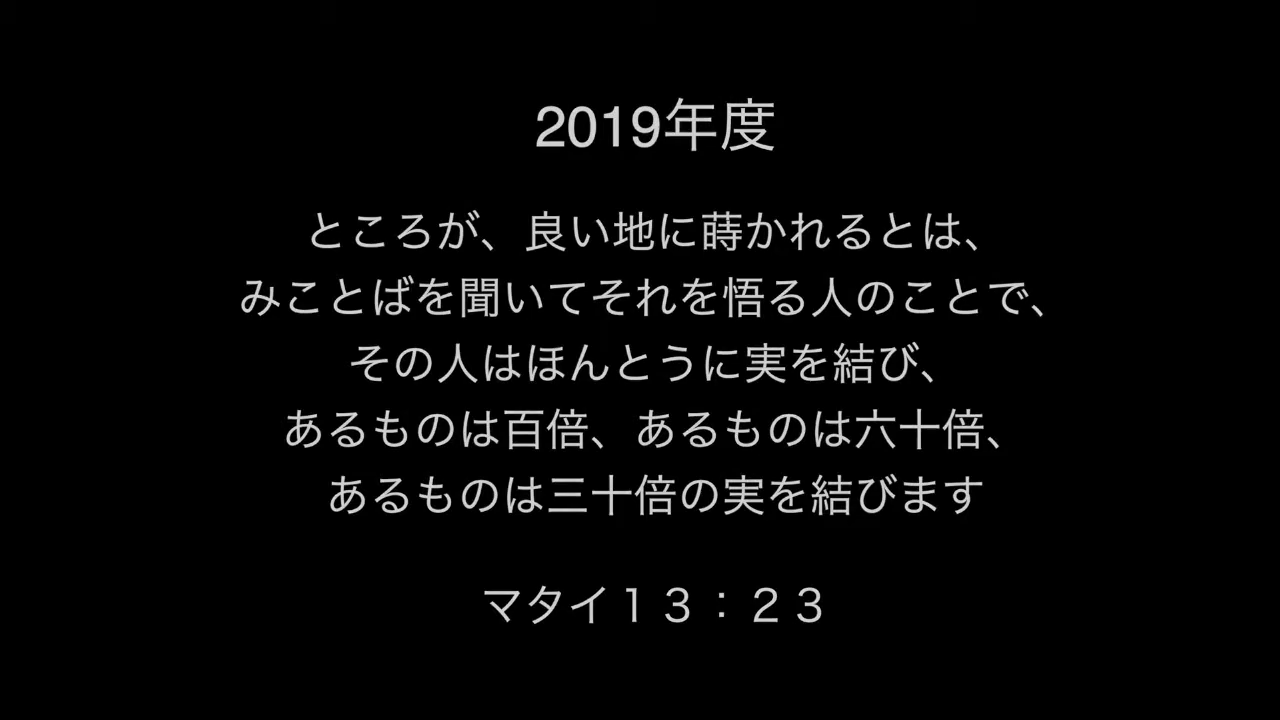 2019年度
ところが、良い地に蒔かれるとは、
みことばを聞いてそれを悟る人のことで、
その人はほんとうに実を結び、
あるものは百倍、あるものは六十倍、
あるものは三十倍の実を結びます
マタイ１３：２３